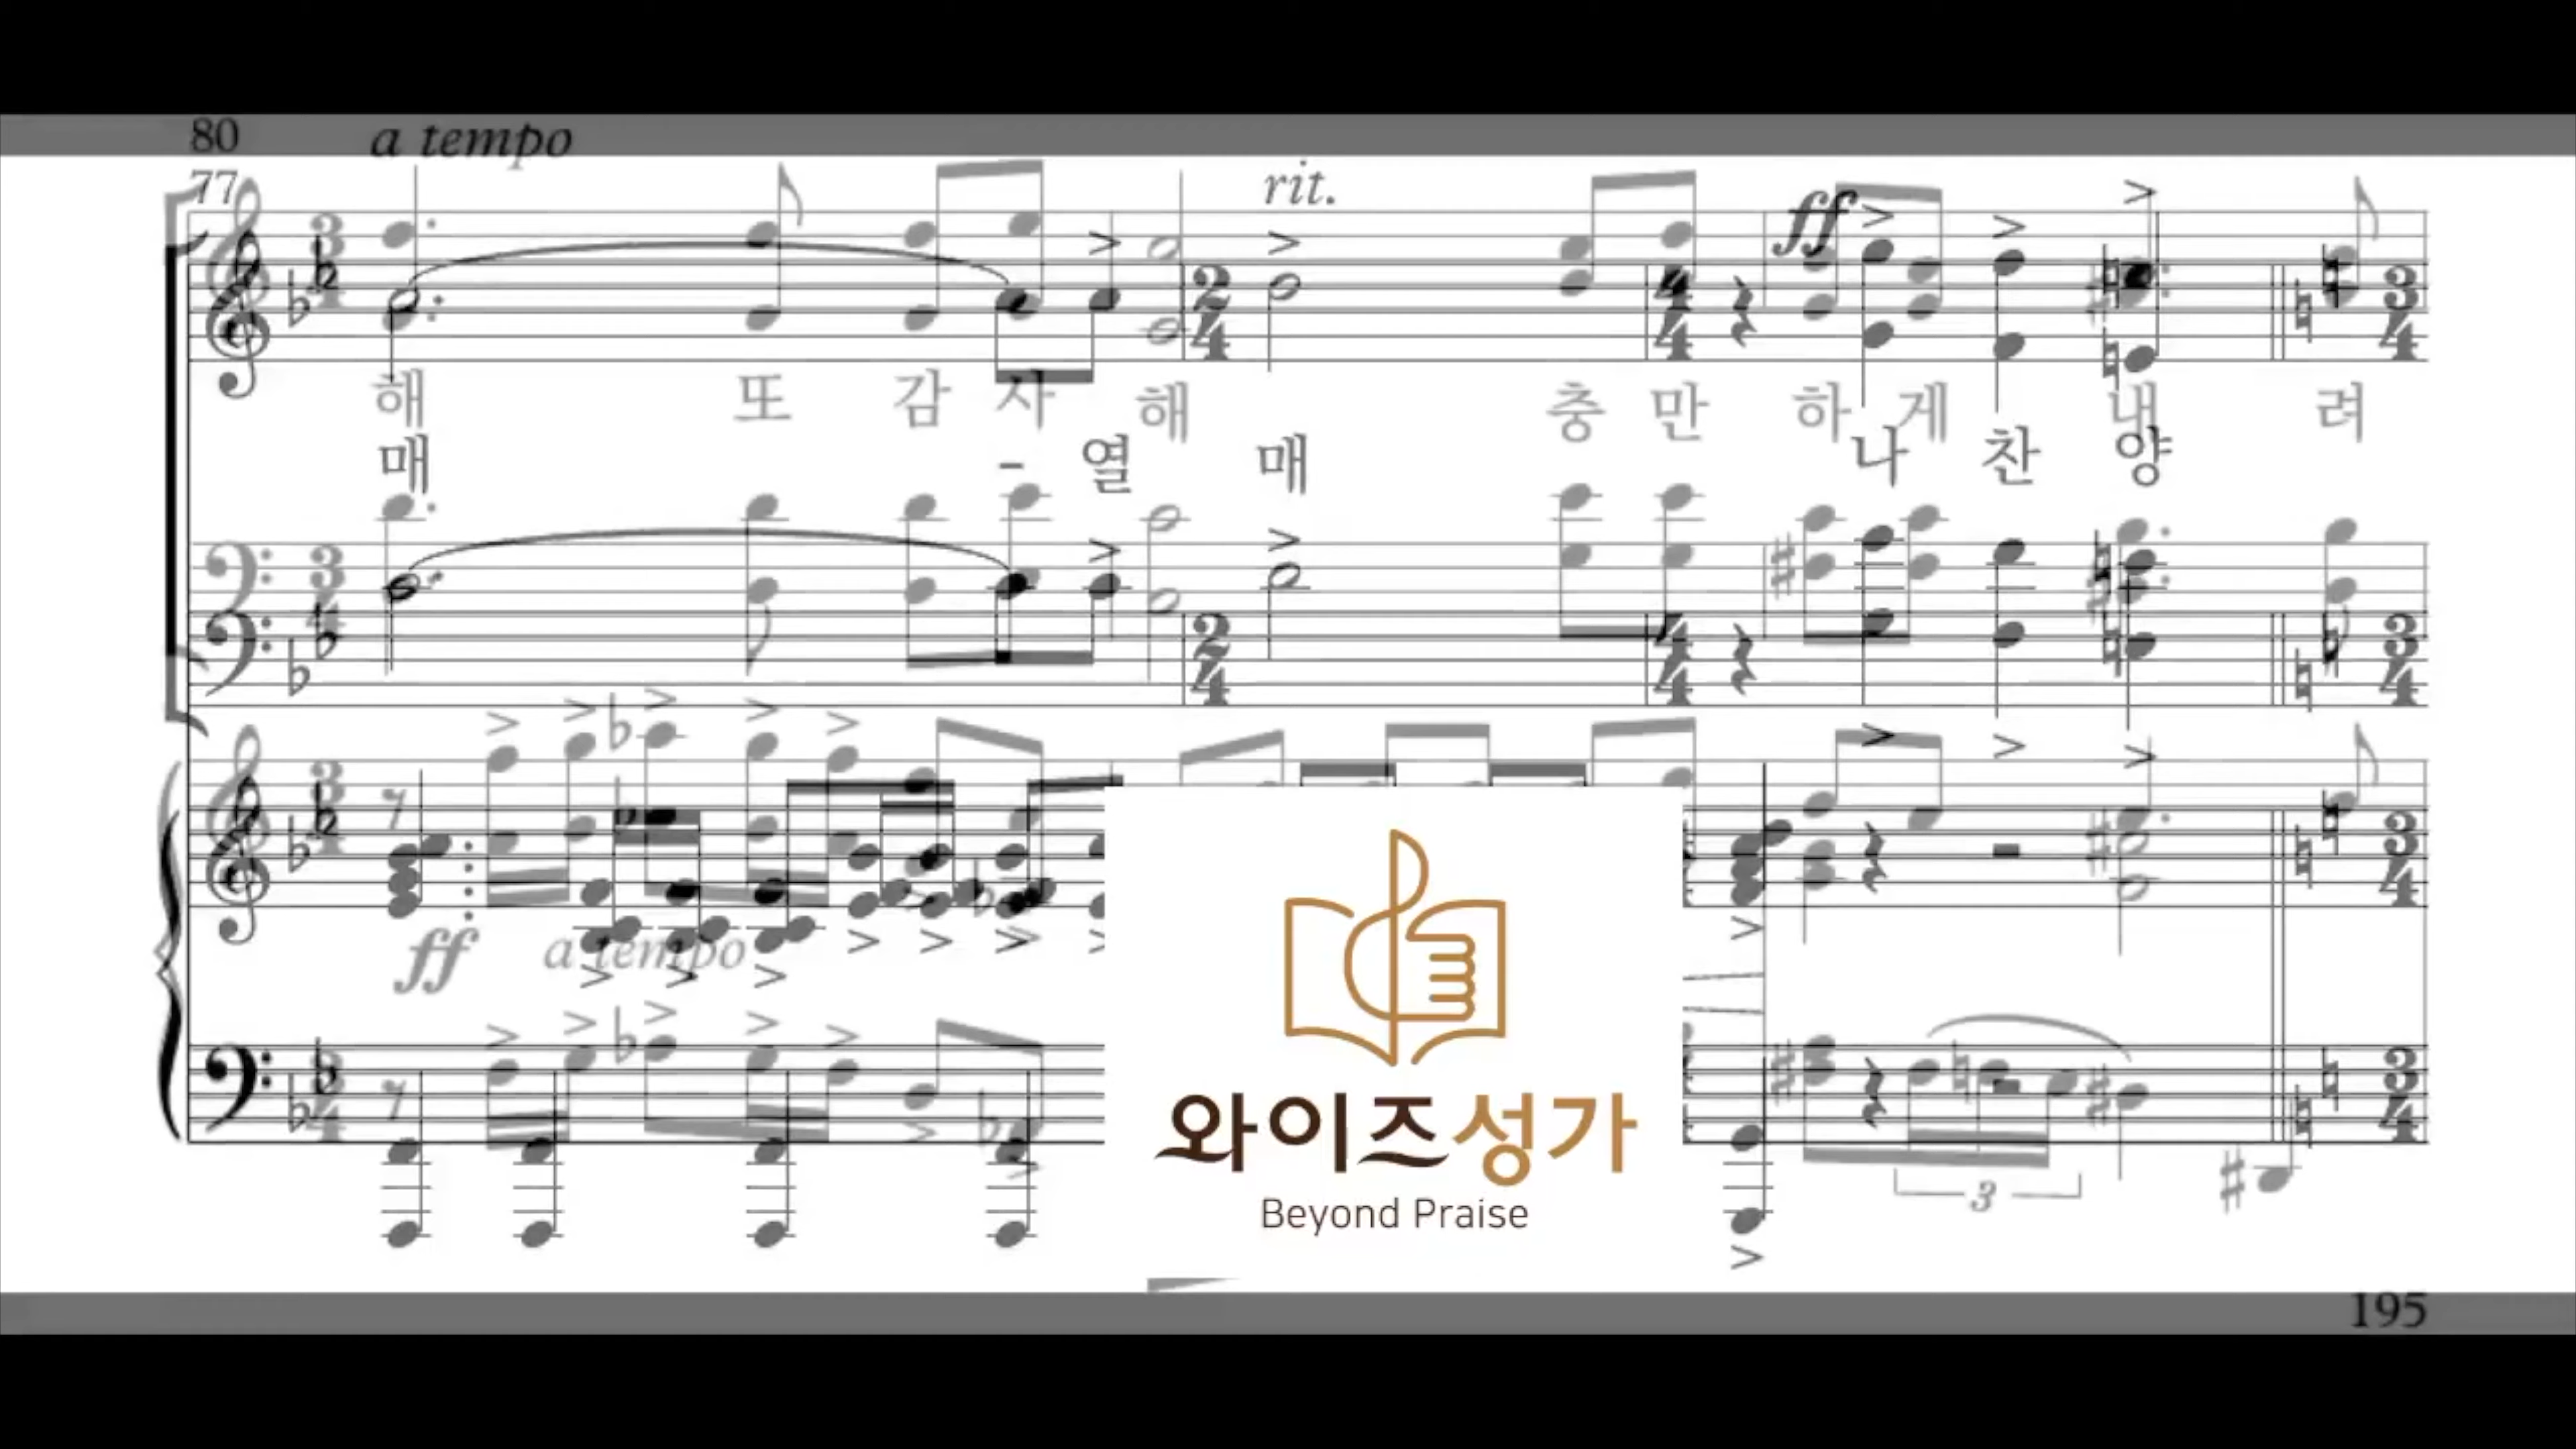 80 a tempo
77 rit.
ff
해 또 감 사 해 충 만 하 게 내 려
매 - 열 매 나 찬 양
ff a tempo
와이즈성가
Beyond Praise
3
195